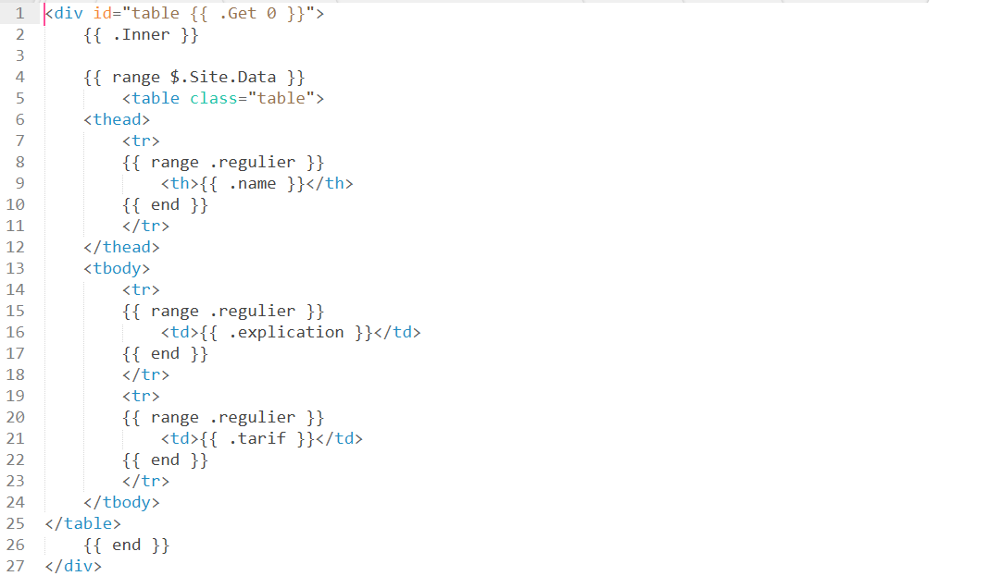 1 <div id="table {{ .Get 0 }}">
2 {{ .Inner }}
3
4 {{ range $.Site.Data }}
5 <table class="table">
6 <thead>
7 <tr>
8 {{ range .regulier }}
9 <th>{{ .name }}</th>
10 {{ end }}
11 </tr>
12 </thead>
13 <tbody>
14 <tr>
15 {{ range .regulier }}
16 <td>{{ .explication }}</td>
17 {{ end }}
18 </tr>
19 <tr>
20 {{ range .regulier }}
21 <td>{{ .tarif }}</td>
22 {{ end }}
23 </tr>
24 </tbody>
25 </table>
26 {{ end }}
27 </div>